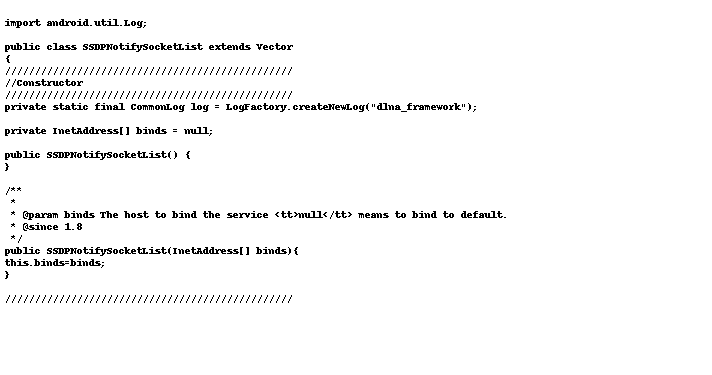 import android.util.Log;
public class SSDPNotifySocketList extends Vector
{
////////////////////////////////////////////////
//Constructor
////////////////////////////////////////////////
private static final CommonLog log = LogFactory.createNewLog("dlna_framework");
private InetAddress[] binds = null;
public SSDPNotifySocketList() {
}
/**
*
* @param binds The host to bind the service <tt>null</tt> means to bind to default.
* @since 1.8
*/
public SSDPNotifySocketList(InetAddress[] binds){
this.binds=binds;
}
////////////////////////////////////////////////